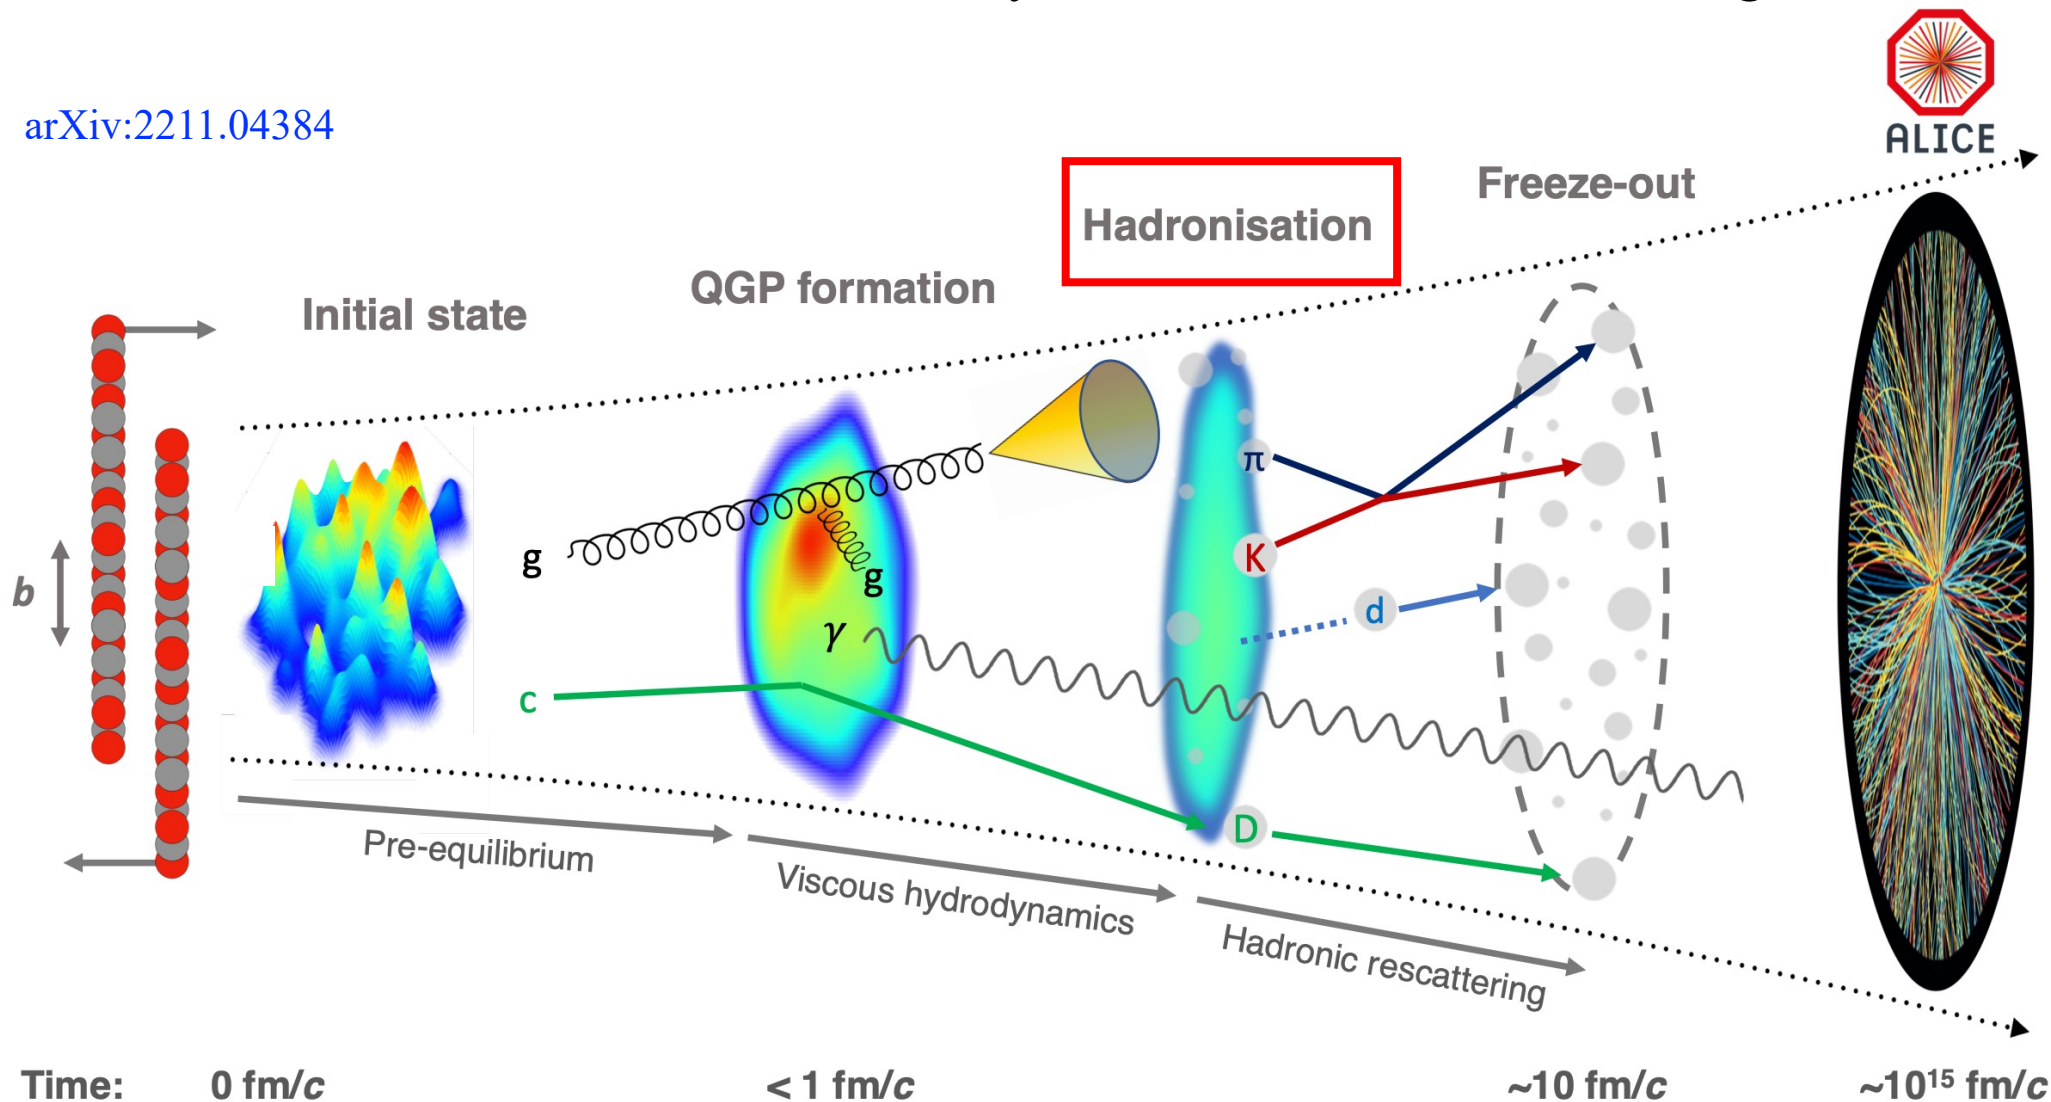 ALICE
arXiv:2211.04384
Freeze-out
Hadronisation
QGP formation
Initial state
π
g
K
g
b
d
γ
c
D
Pre-equilibrium
Viscous hydrodynamics
Hadronic rescattering
Time: 0 fm/c < 1 fm/c ~10 fm/c ~10¹⁵ fm/c